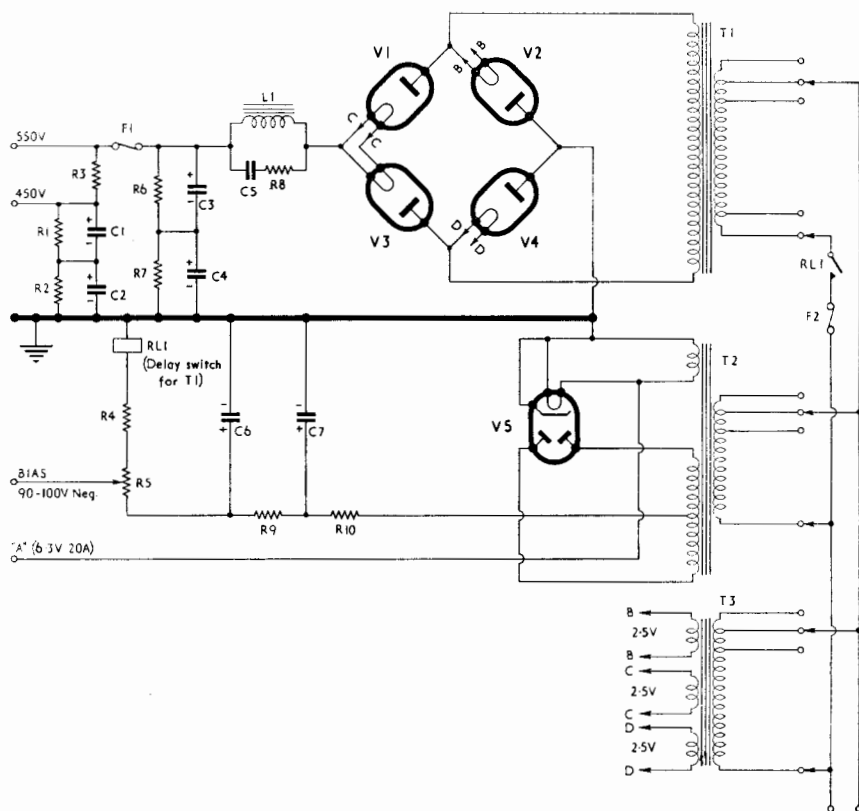 T1
B
V1
B
V2
L1
C
C
550V
F1
C5
R8
R3
R6
C3
D
450V
R1
C1
V3
D
V4
R7
C4
RL1
R2
C2
F2
RL1
(Delay switch
for T1)
T2
R4
C6
C7
V5
BIAS
90-100V Neg.
R5
R9
R10
"A" (6·3V 20A)
T3
B
2·5V
B
C
2·5V
C
D
2·5V
D